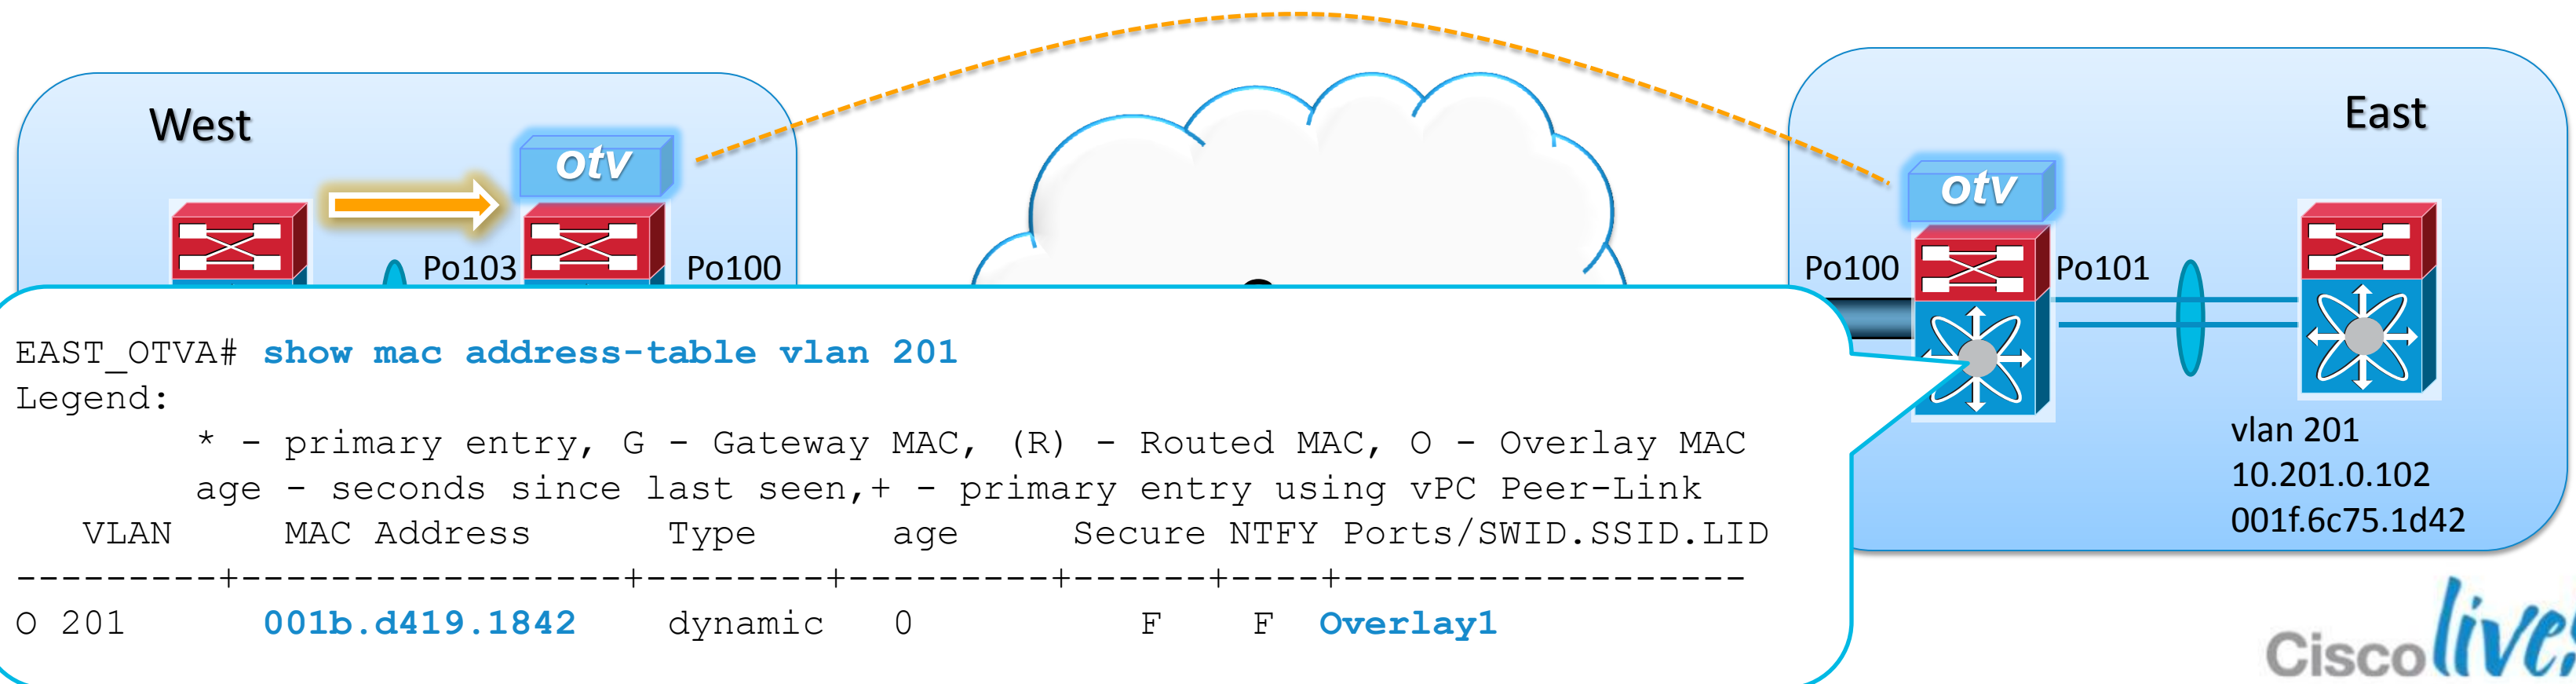 West
East
otv
otv
Po103
Po100
Po100
Po101
EAST_OTVA# show mac address-table vlan 201
Legend:
* - primary entry, G - Gateway MAC, (R) - Routed MAC, O - Overlay MAC
age - seconds since last seen,+ - primary entry using vPC Peer-Link
VLAN MAC Address Type age Secure NTFY Ports/SWID.SSID.LID
---------+-----------------+--------+---------+------+----+------------------
O 201 001b.d419.1842 dynamic 0 F F Overlay1
vlan 201
10.201.0.102
001f.6c75.1d42
Cisco live!